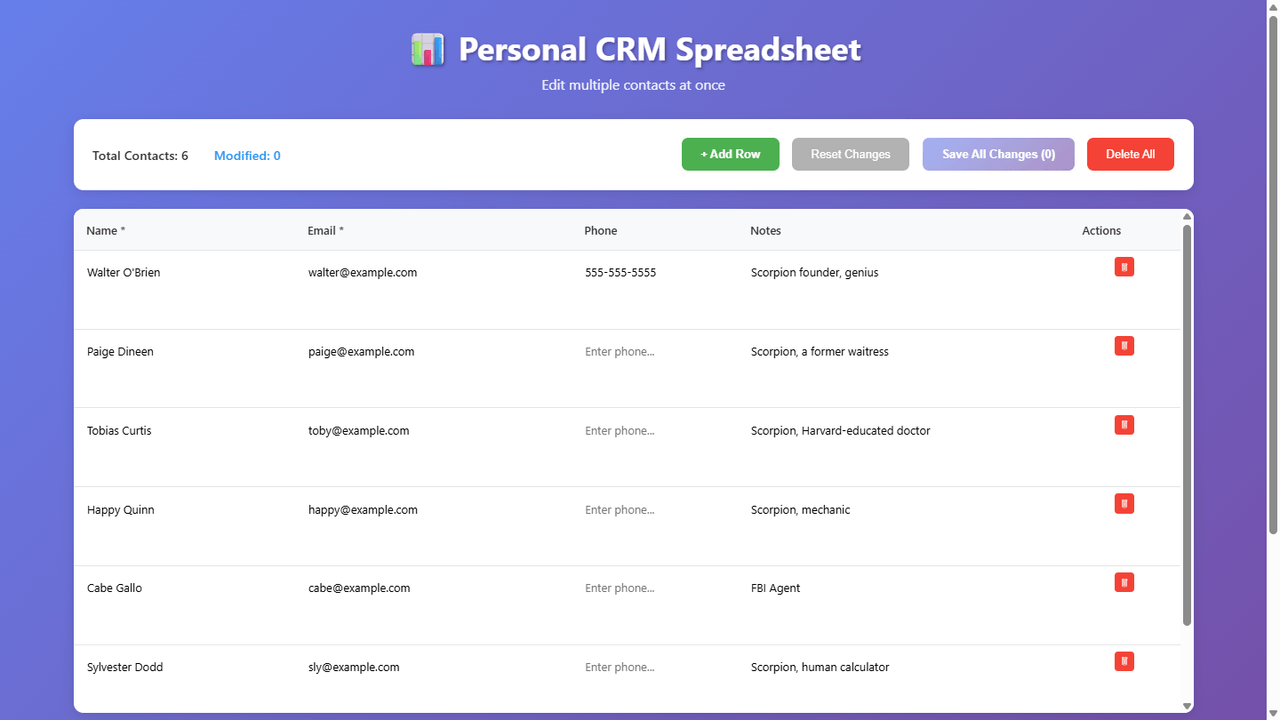 Personal CRM Spreadsheet
Edit multiple contacts at once
Total Contacts: 6 Modified: 0 + Add Row Reset Changes Save All Changes (0) Delete All
Name * Email * Phone Notes Actions
Walter O'Brien walter@example.com 555-555-5555 Scorpion founder, genius
Paige Dineen paige@example.com Enter phone... Scorpion, a former waitress
Tobias Curtis toby@example.com Enter phone... Scorpion, Harvard-educated doctor
Happy Quinn happy@example.com Enter phone... Scorpion, mechanic
Cabe Gallo cabe@example.com Enter phone... FBI Agent
Sylvester Dodd sly@example.com Enter phone... Scorpion, human calculator